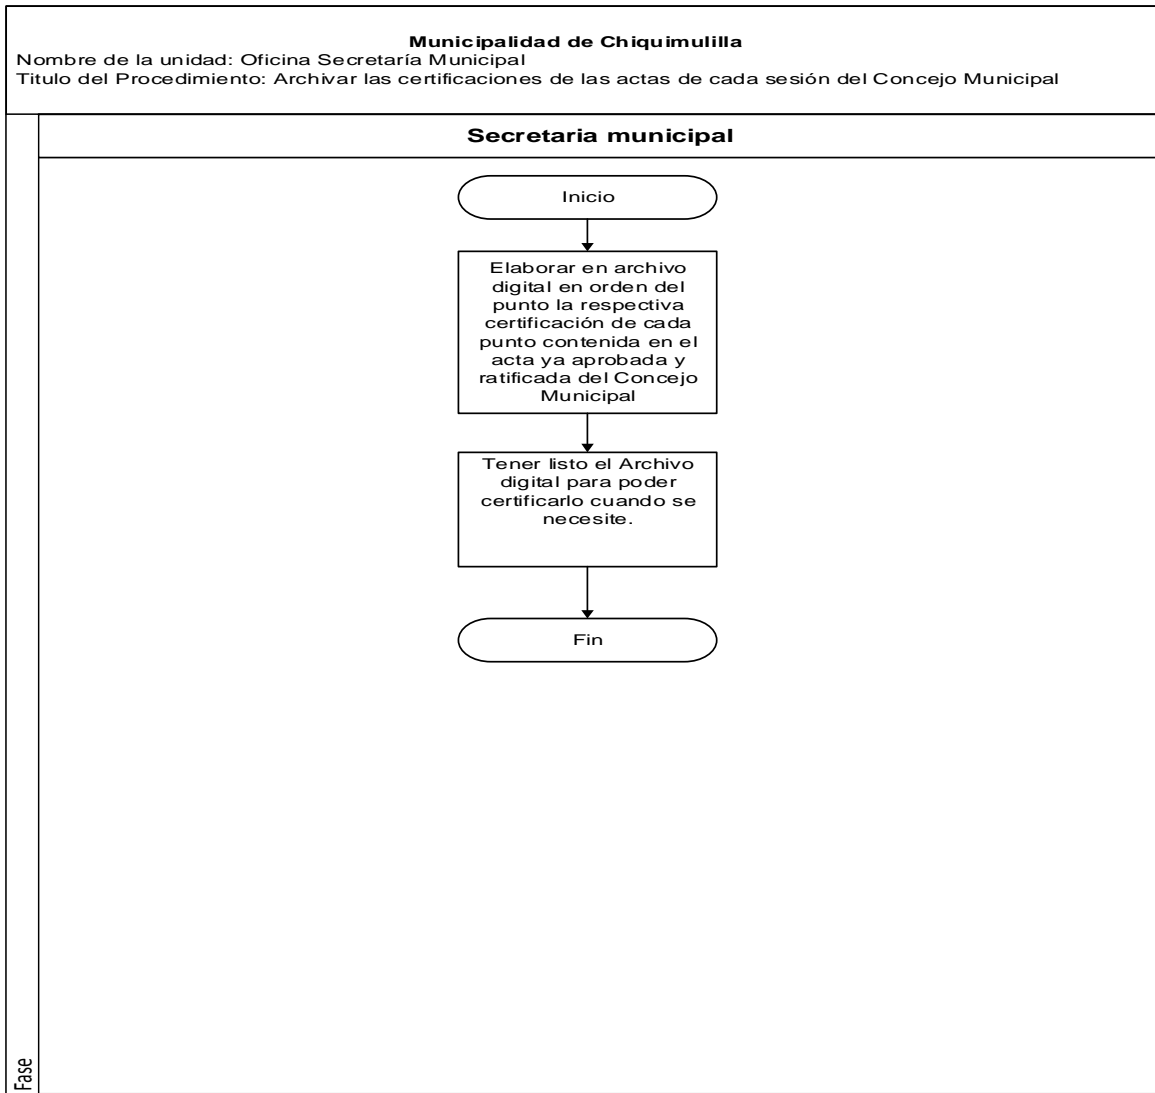 Municipalidad de Chiquimulilla
Nombre de la unidad: Oficina Secretaría Municipal
Titulo del Procedimiento: Archivar las certificaciones de las actas de cada sesión del Concejo Municipal
Secretaria municipal
Inicio
Elaborar en archivo
digital en orden del
punto la respectiva
certificación de cada
punto contenida en el
acta ya aprobada y
ratificada del Concejo
Municipal
Tener listo el Archivo
digital para poder
certificarlo cuando se
necesite.
Fin
Fase